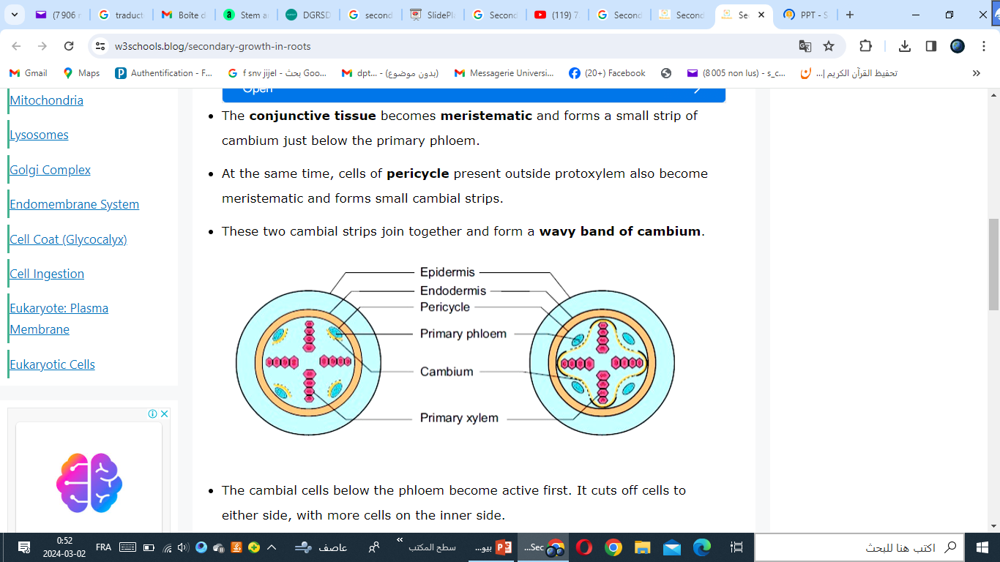 (7 906 r
traduct
Boîte d
Stem a
DGRSD
second
SlidePl
Second
(119) 7
Second
Second
Se
PPT - S
w3schools.blog/secondary-growth-in-roots
Gmail
Maps
Authentification - F...
f snv jijel - بحث Goo...
(بدون موضوع) - dpt...
Messagerie Universi...
(20+) Facebook
(8 005 non lus) - s_c...
تحفيظ القرآن الكريم |...
»
Mitochondria
Lysosomes
Golgi Complex
Endomembrane System
Cell Coat (Glycocalyx)
Cell Ingestion
Eukaryote: Plasma
Membrane
Eukaryotic Cells
Open
• The conjunctive tissue becomes meristematic and forms a small strip of
cambium just below the primary phloem.
• At the same time, cells of pericycle present outside protoxylem also become
meristematic and forms small cambial strips.
• These two cambial strips join together and form a wavy band of cambium.
Epidermis
Endodermis
Pericycle
Primary phloem
Cambium
Primary xylem
• The cambial cells below the phloem become active first. It cuts off cells to
either side, with more cells on the inner side.
0:52
2024-03-02
FRA
عاصف
سطح المكتب
«
بيو...
Sec...
اكتب هنا للبحث